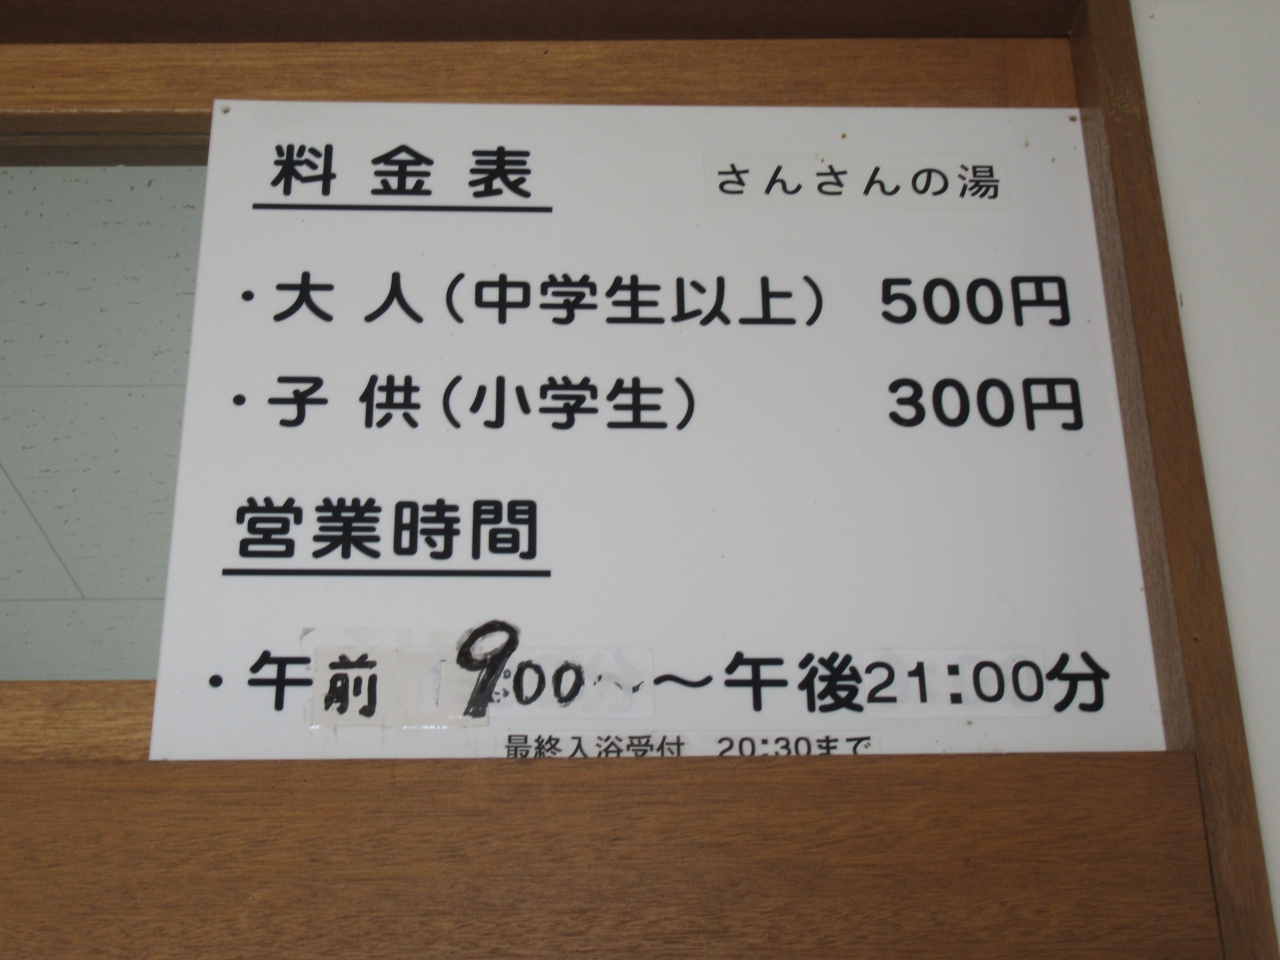 料金表 さんさんの湯
・大人（中学生以上） 500円
・子供（小学生） 300円
営業時間
・午前 9:00 ～午後21:00分
最終入浴受付 20:30まで